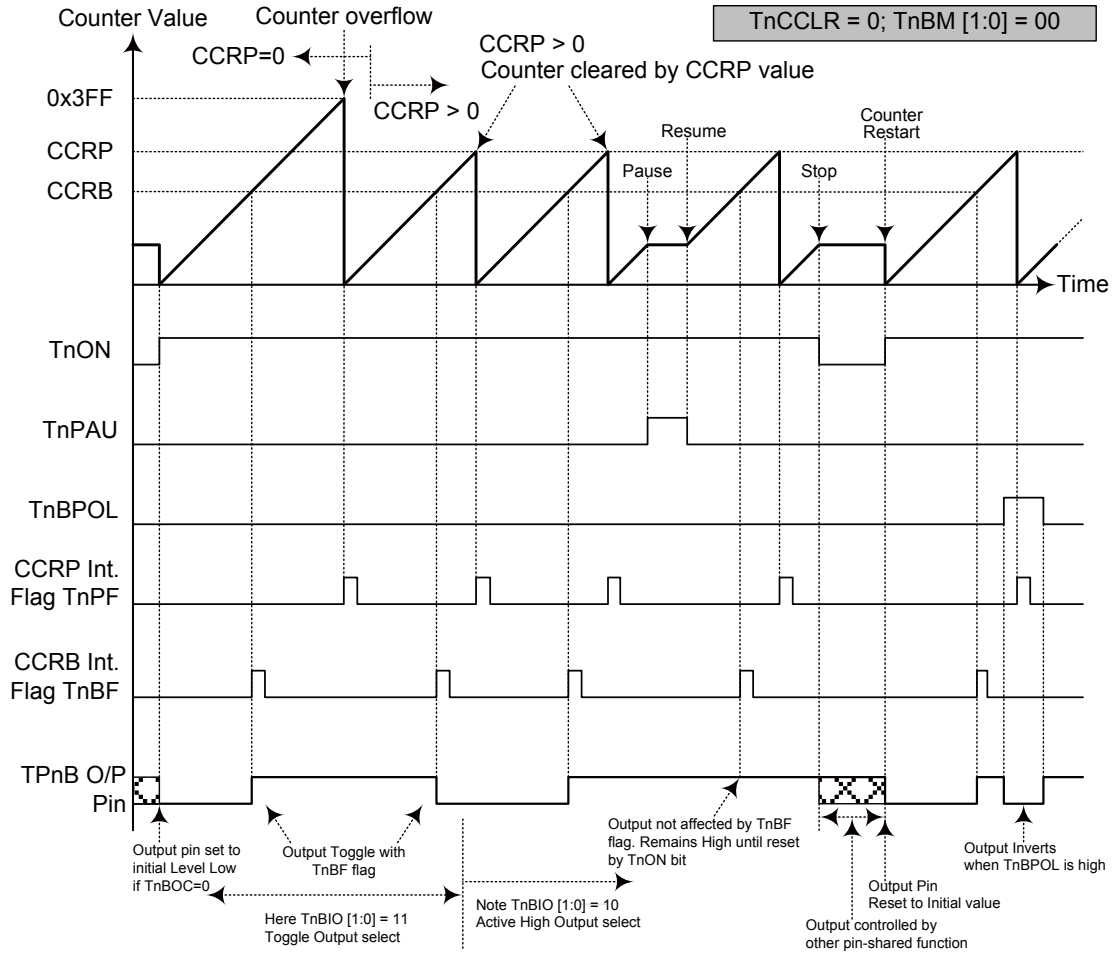 Counter Value
Counter overflow
TnCCLR = 0; TnBM [1:0] = 00
CCRP=0
CCRP > 0
CCRP > 0
Counter cleared by CCRP value
0x3FF
CCRP
CCRB
Pause
Resume
Stop
Counter
Restart
Time
TnON
TnPAU
TnBPOL
CCRP Int.
Flag TnPF
CCRB Int.
Flag TnBF
TPnB O/P
Pin
Output pin set to
initial Level Low
if TnBOC=0
Output Toggle with
TnBF flag
Here TnBIO [1:0] = 11
Toggle Output select
Note TnBIO [1:0] = 10
Active High Output select
Output not affected by TnBF
flag. Remains High until reset
by TnON bit
Output Pin
Reset to Initial value
Output controlled by
other pin-shared function
Output Inverts
when TnBPOL is high